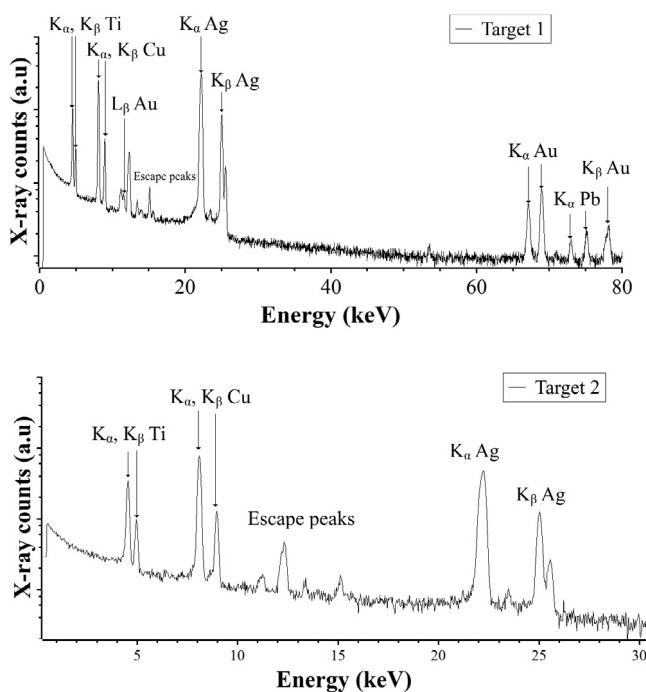 Kα, Kβ Ti
Kα, Kβ Cu
Lβ Au
Escape peaks
Kα Ag
Kβ Ag
Target 1
Kα Au
Kα Pb
Kβ Au
X-ray counts (a.u)
0
20
40
60
80
Energy (keV)
Kα, Kβ Cu
Kα, Kβ Ti
Escape peaks
Target 2
Kα Ag
Kβ Ag
X-ray counts (a.u)
5
10
15
20
25
30
Energy (keV)